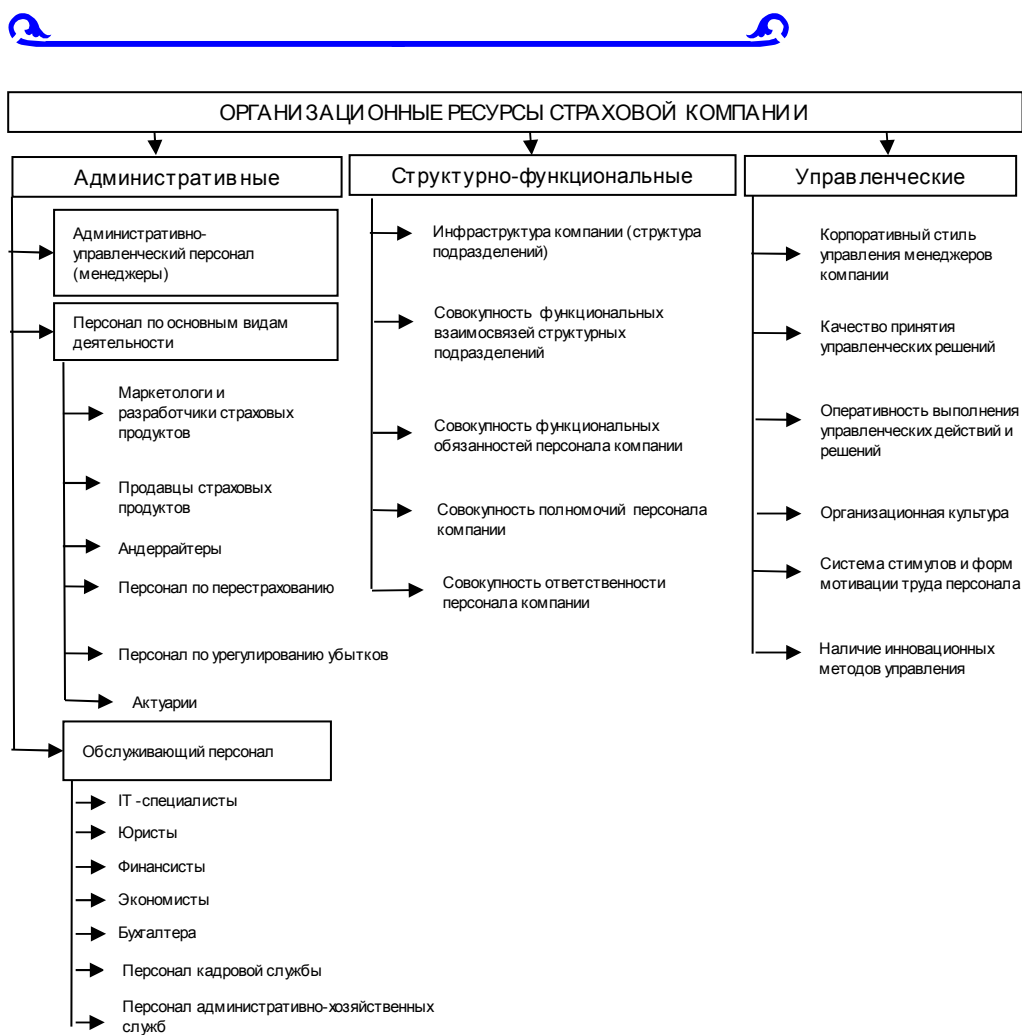 ОРГАНИЗАЦИОННЫЕ РЕСУРСЫ СТРАХОВОЙ КОМПАНИИ
Административные
Административно-
управленческий персонал
(менеджеры)
Персонал по основным видам
деятельности
Маркетологи и
разработчики страховых
продуктов
Продавцы страховых
продуктов
Андеррайтеры
Персонал по перестрахованию
Персонал по урегулированию убытков
Актуарии
Обслуживающий персонал
IT -специалисты
Юристы
Финансисты
Экономисты
Бухгалтера
Персонал кадровой службы
Персонал административно-хозяйственных
служб
Структурно-функциональные
Инфраструктура компании (структура
подразделений)
Совокупность функциональных
взаимосвязей структурных
подразделений
Совокупность функциональных
обязанностей персонала компании
Совокупность полномочий персонала
компании
Совокупность ответственности
персонала компании
Управленческие
Корпоративный стиль
управления менеджеров
компании
Качество принятия
управленческих решений
Оперативность выполнения
управленческих действий и
решений
Организационная культура
Система стимулов и форм
мотивации труда персонала
Наличие инновационных
методов управления